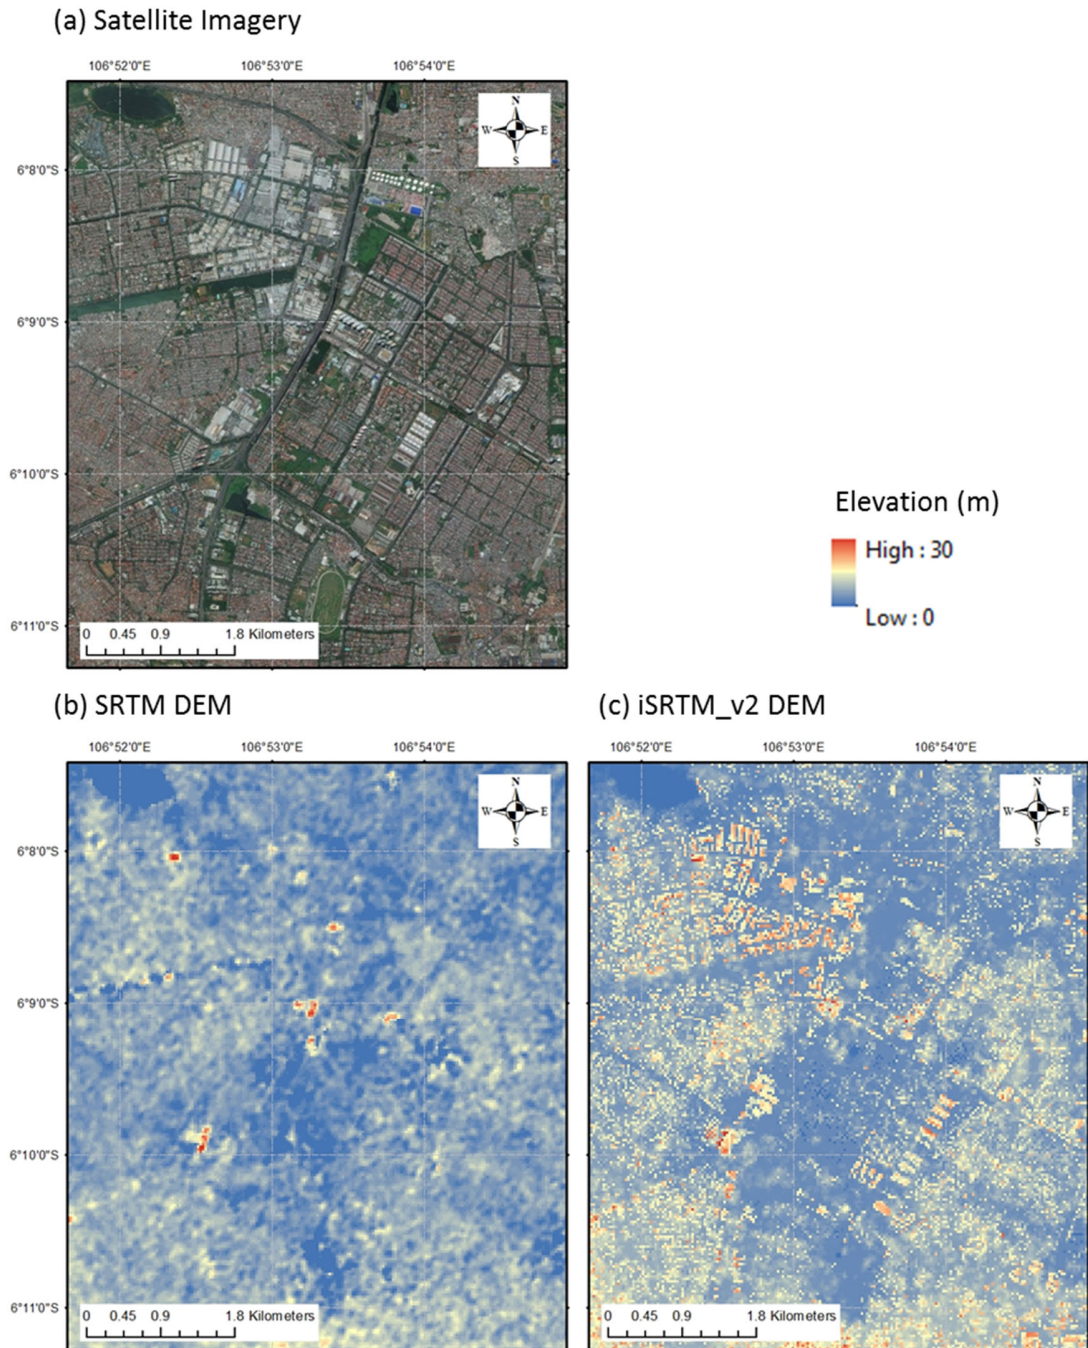 (a) Satellite Imagery
106°52'0"E 106°53'0"E 106°54'0"E
N
W E
S
6°8'0"S
6°9'0"S
6°10'0"S
6°11'0"S
0 0.45 0.9 1.8 Kilometers
Elevation (m)
High : 30
Low : 0
(b) SRTM DEM
106°52'0"E 106°53'0"E 106°54'0"E
N
W E
S
6°8'0"S
6°9'0"S
6°10'0"S
6°11'0"S
0 0.45 0.9 1.8 Kilometers
(c) iSRTM_v2 DEM
106°52'0"E 106°53'0"E 106°54'0"E
N
W E
S
0 0.45 0.9 1.8 Kilometers